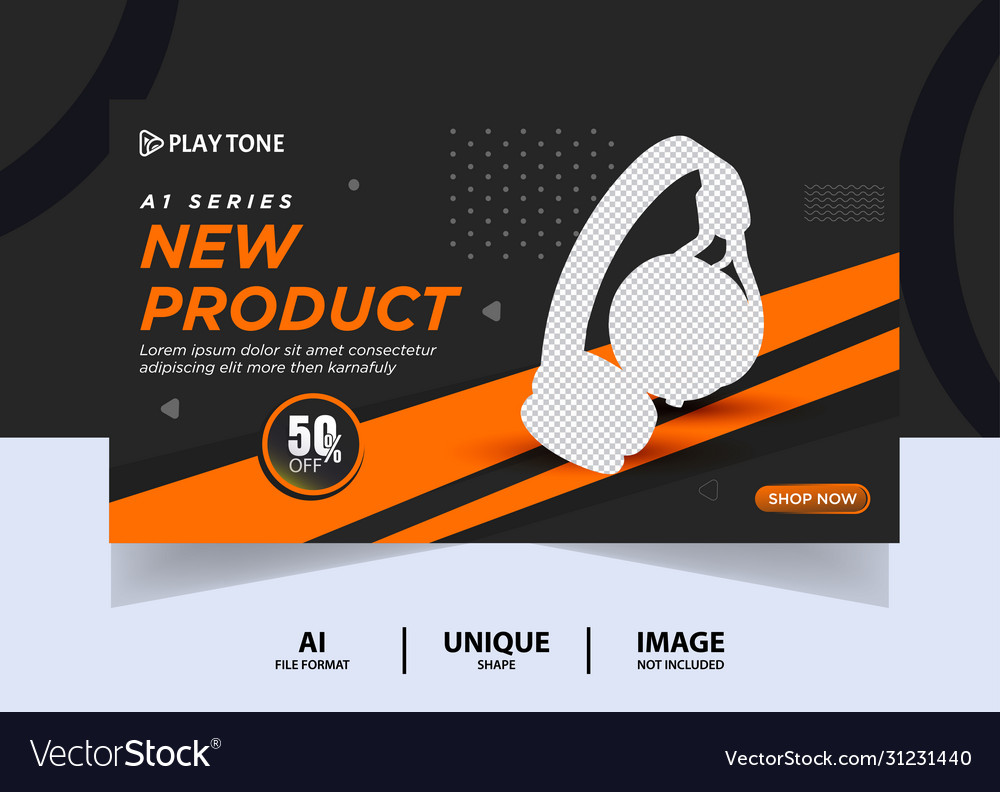 PLAY TONE
A1 SERIES
NEW
PRODUCT
Lorem ipsum dolor sit amet consectetur
adipiscing elit more then karnafuly
50%
OFF
SHOP NOW
AI
FILE FORMAT
UNIQUE
SHAPE
IMAGE
NOT INCLUDED
VectorStock®
VectorStock.com/31231440